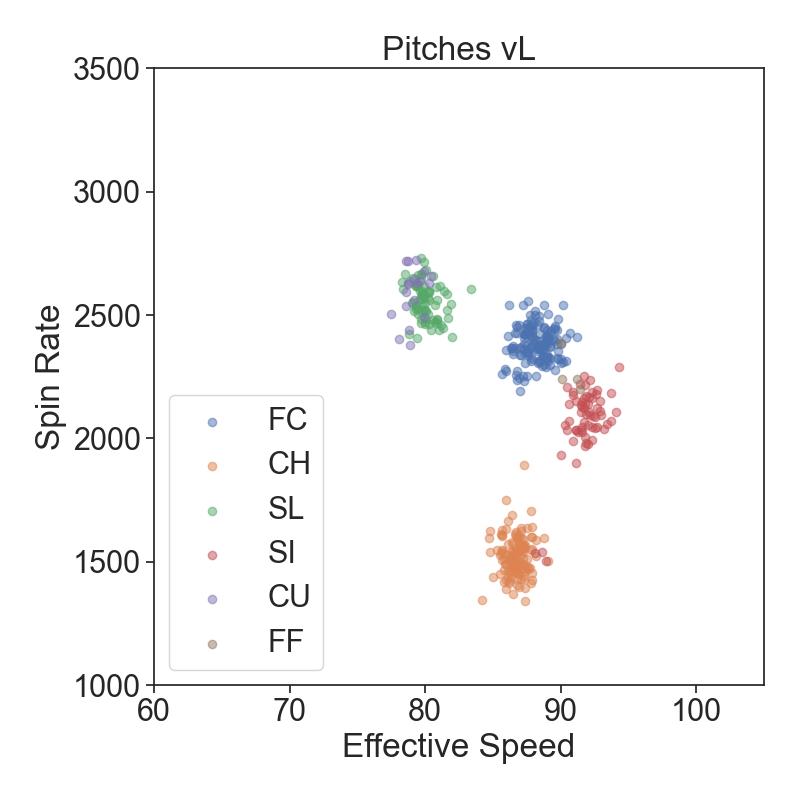 Pitches vL
3500
3000
2500
2000
1500
1000
Spin Rate
FC
CH
SL
SI
CU
FF
60 70 80 90 100
Effective Speed